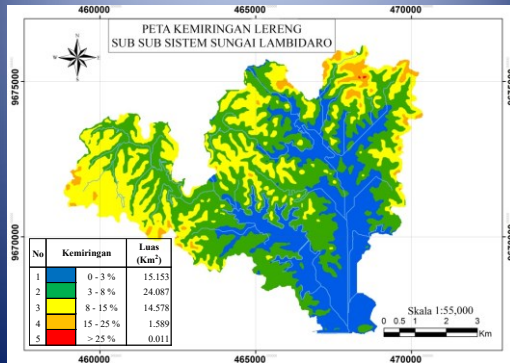 460000 465000 470000
PETA KEMIRINGAN LERENG
SUB SUB SISTEM SUNGAI LAMBIDARO
N
W E
S
9675000 9675000
9670000 9670000
No Kemiringan Luas (Km²)
1 0 - 3 % 15.153
2 3 - 8 % 24.087
3 8 - 15 % 14.578
4 15 - 25 % 1.589
5 > 25 % 0.011
Skala 1:55,000
0 0.5 1 2 3
Km
460000 465000 470000